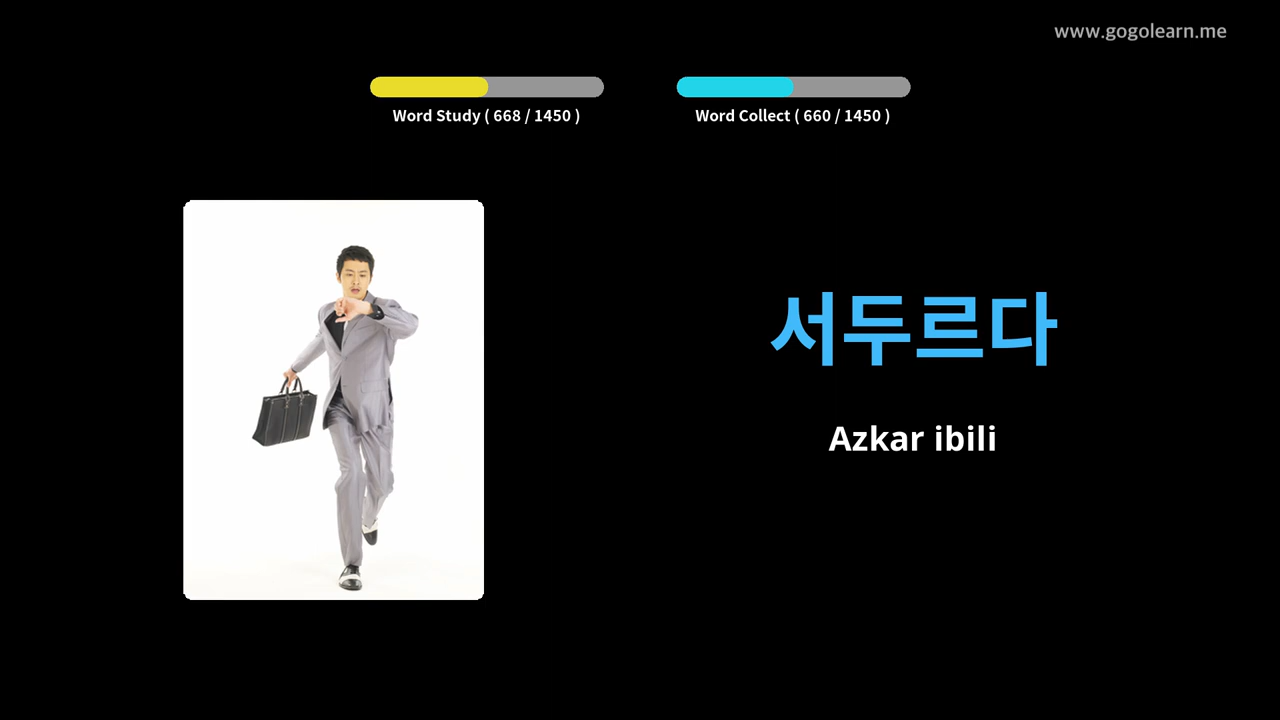 www.gogolearn.me
Word Study ( 668 / 1450 )
Word Collect ( 660 / 1450 )
서두르다
Azkar ibili